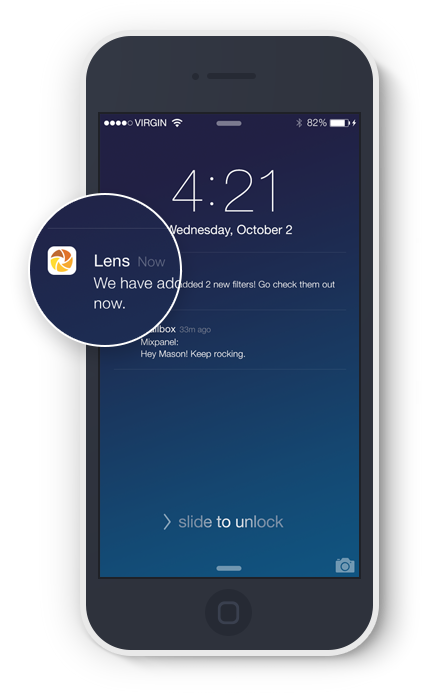 VIRGIN 82%
4:21
Wednesday, October 2
Lens Now
We have add
now.
added 2 new filters! Go check them out
ilbox 33m ago
Mixpanel:
Hey Mason! Keep rocking.
slide to unlock